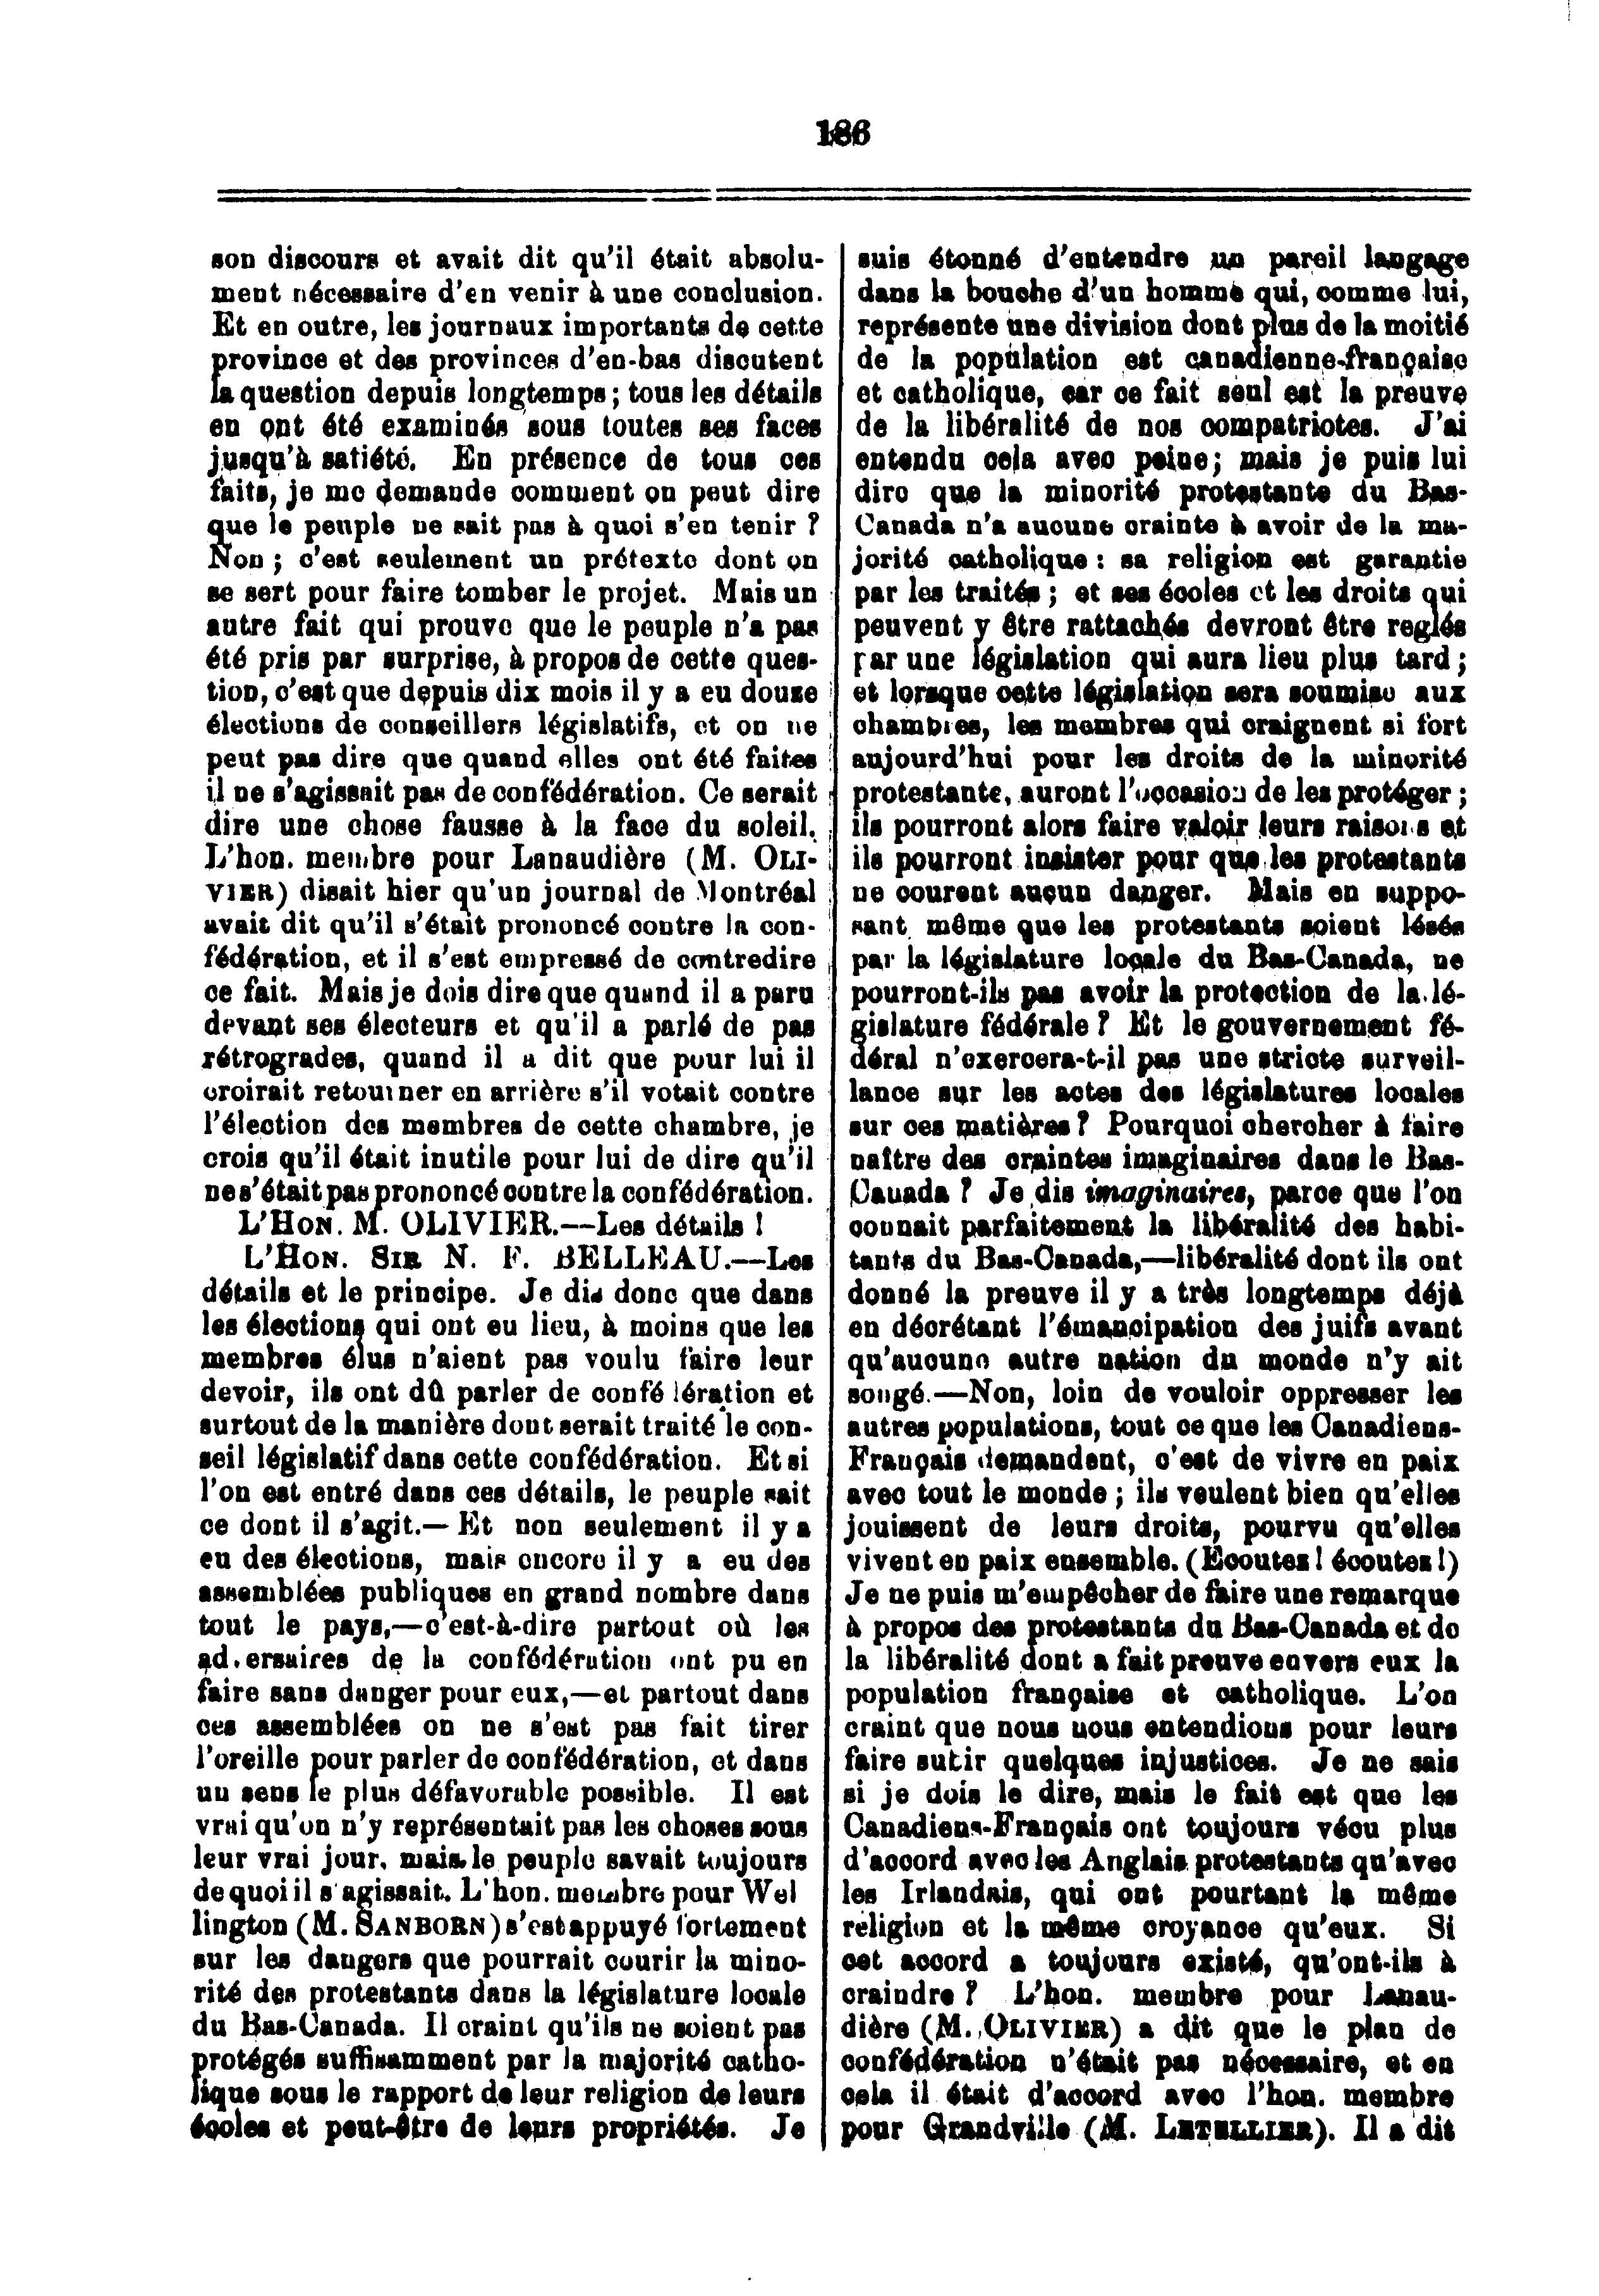 186
son discours et avait dit qu'il était absolu-
ment nécessaire d'en venir à une conclusion.
Et en outre, les journaux importants de cette
province et des provinces d'en-bas discutent
la question depuis longtemps ; tous les détails
en ont été examinés sous toutes ses faces
jusqu'à satiété. En présence de tous ces
faits, je me demande comment on peut dire
que le peuple ne sait pas à quoi s'en tenir ?
Non ; c'est seulement un prétexte dont on
se sert pour faire tomber le projet. Mais un
autre fait qui prouve que le peuple n'a pas
été pris par surprise, à propos de cette ques-
tion, c'est que depuis dix mois il y a eu douze
élections de conseillers législatifs, et on ne
peut pas dire que quand elles ont été faites
il ne s'agissait pas de confédération. Ce serait
dire une chose fausse à la face du soleil.
L'hon. membre pour Lanaudière (M. OLI-
VIER) disait hier qu'un journal de Montréal
avait dit qu'il s'était prononcé contre la con-
fédération, et il s'est empressé de contredire
ce fait. Mais je dois dire que quand il a paru
devant ses électeurs et qu'il a parlé de pas
rétrogrades, quand il a dit que pour lui il
croirait retourner en arrière s'il votait contre
l'élection des membres de cette chambre, je
crois qu'il était inutile pour lui de dire qu'il
ne s'était pas prononcé contre la confédération.
L'HON. M. OLIVIER.—Les détails !
L'HON. SIR N. F. BELLEAU.—Les
détails et le principe. Je dis donc que dans
les élections qui ont eu lieu, à moins que les
membres élus n'aient pas voulu faire leur
devoir, ils ont dû parler de confédération et
surtout de la manière dont serait traité le con-
seil législatif dans cette confédération. Et si
l'on est entré dans ces détails, le peuple sait
ce dont il s'agit.— Et non seulement il y a
eu des élections, mais encore il y a eu des
assemblées publiques en grand nombre dans
tout le pays,—c'est-à-dire partout où les
adversaires de la confédération ont pu en
faire sans danger pour eux,—et partout dans
ces assemblées on ne s'est pas fait tirer
l'oreille pour parler de confédération, et dans
un sens le plus défavorable possible. Il est
vrai qu'on n'y représentait pas les choses sous
leur vrai jour, mais le peuple savait toujours
de quoi il s'agissait. L'hon. membre pour Wel
lington (M. SANBORN) s'est appuyé fortement
sur les dangers que pourrait courir la mino-
rité des protestants dans la législature locale
du Bas-Canada. Il craint qu'ils ne soient pas
protégés suffisamment par la majorité catho-
lique sous le rapport de leur religion de leurs
écoles et peut-être de leurs propriétés. Je
suis étonné d'entendre un pareil langage
dans la bouche d'un homme qui, comme lui,
représente une division dont plus de la moitié
de la population est canadienne-française
et catholique, car ce fait seul est la preuve
de la libéralité de nos compatriotes. J'ai
entendu cela avec peine; mais je puis lui
dire que la minorité protestante du Bas-
Canada n'a aucune crainte à avoir de la ma-
jorité catholique : sa religion est garantie
par les traités ; et ses écoles et les droits qui
peuvent y être rattachés devront être reglés
par une législation qui aura lieu plus tard ;
et lorsque cette législation sera soumise aux
chambres, les membres qui craignent si fort
aujourd'hui pour les droits de la minorité
protestante, auront l'occasion de les protéger ;
ils pourront alors faire valoir leurs raisons et
ils pourront insister pour que les protestants
ne courent aucun danger. Mais en suppo-
sant même que les protestants soient lésés
par la législature locale du Bas-Canada, ne
pourront-ils pas avoir la protection de la lé-
gislature fédérale ? Et le gouvernement fé-
déral n'exercera-t-il pas une stricte surveil-
lance sur les actes des législatures locales
sur ces matières ? Pourquoi chercher à faire
naître des craintes imaginaires dans le Bas-
Canada ? Je dis imaginaires, parce que l'on
connait parfaitement la libéralité des habi-
tants du Bas-Canada,—libéralité dont ils ont
donné la preuve il y a très longtemps déjà
en décrétant l'émancipation des juifs avant
qu'aucune autre nation du monde n'y ait
songé.—Non, loin de vouloir oppresser les
autres populations, tout ce que les Canadiens-
Français demandent, c'est de vivre en paix
avec tout le monde ; ils veulent bien qu'elles
jouissent de leurs droits, pourvu qu'elles
vivent en paix ensemble. (Ecoutez ! écoutez !)
Je ne puis m'empêcher de faire une remarque
à propos des protestants du Bas-Canada et de
la libéralité dont a fait preuve envers eux la
population française et catholique. L'on
craint que nous nous entendions pour leurs
faire subir quelques injustices. Je ne sais
si je dois le dire, mais le fait est que les
Canadiens-Français ont toujours vécu plus
d'accord avec les Anglais protestants qu'avec
les Irlandais, qui ont pourtant la même
religion et la même croyance qu'eux. Si
cet accord a toujours existé, qu'ont-ils à
craindre ? L'hon. membre pour Lanau-
dière (M. OLIVIER) a dit que le plan de
confédération n'était pas nécessaire, et en
cela il était d'accord avec l'hon. membre
pour Grandville (M. LETELLIER). Il a dit